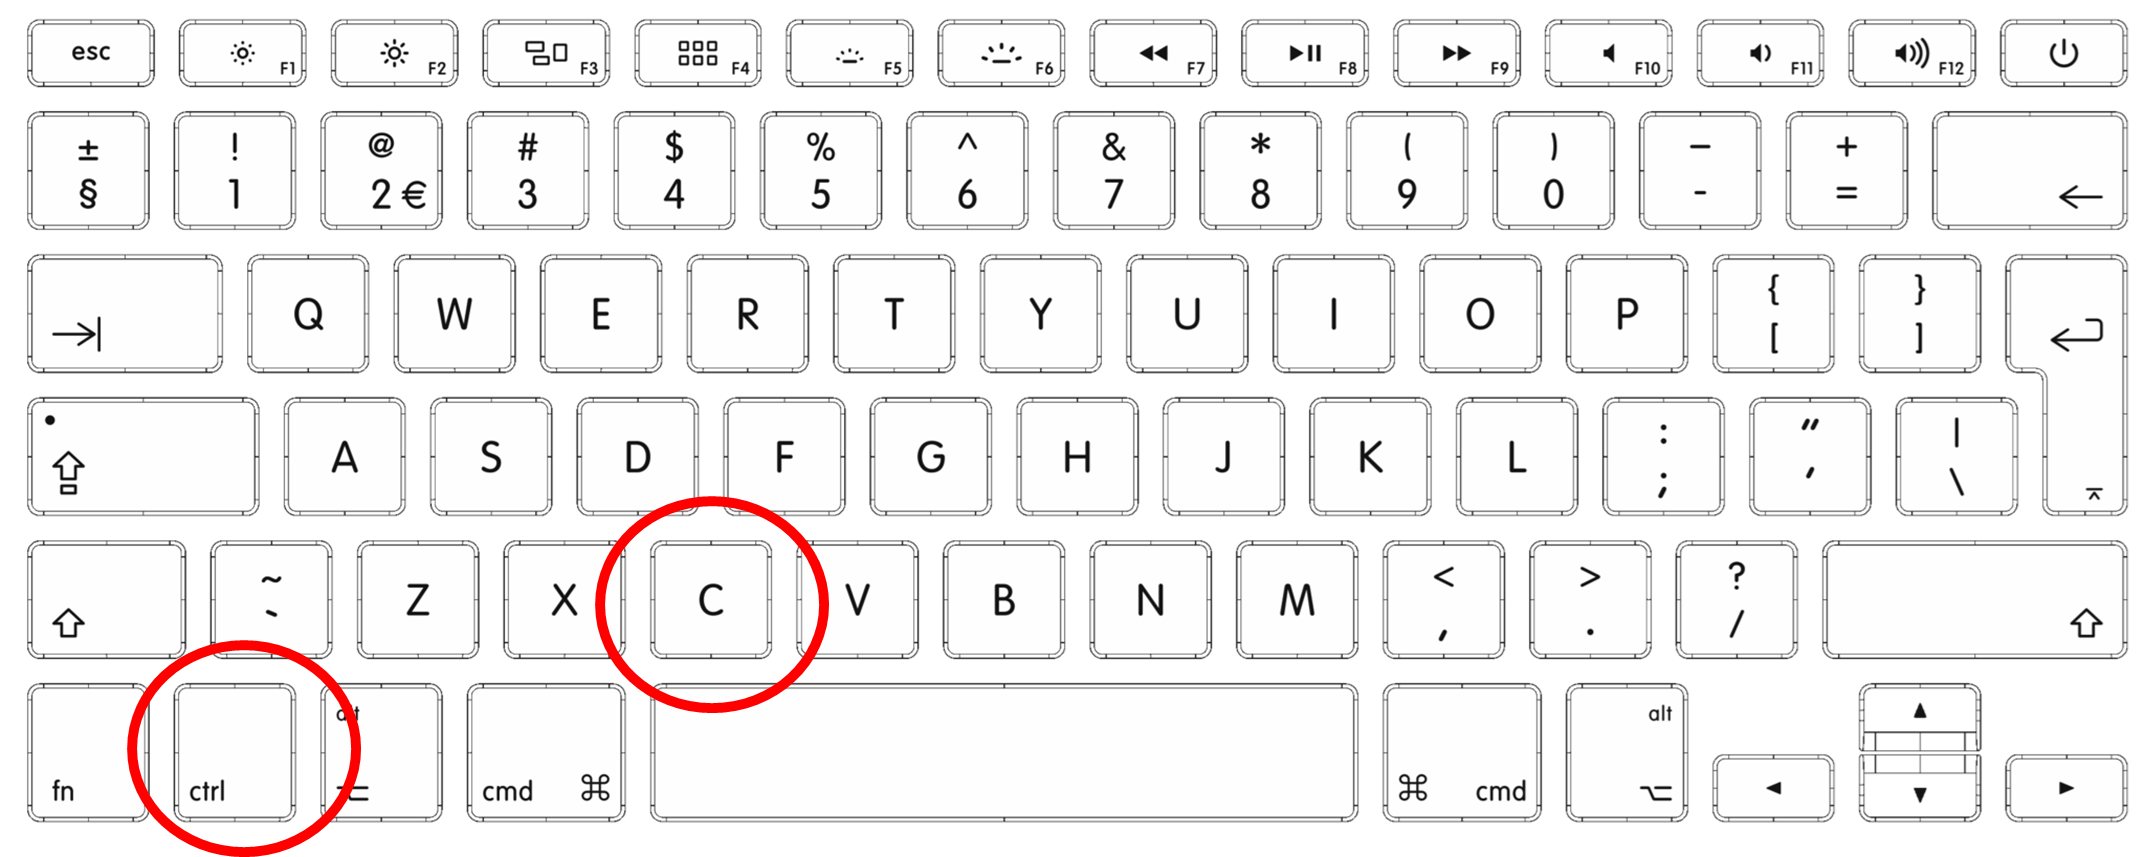 esc F1 F2 F3 F4 F5 F6 F7 F8 F9 F10 F11 F12
± ! @ # $ % ^ & * ( ) – +
§ 1 2 € 3 4 5 6 7 8 9 0 - =
Q W E R T Y U I O P { }
[ ]
A S D F G H J K L : " |
; ' \
~ Z X C V B N M < > ?
` , . /
alt alt
fn ctrl cmd ⌘ ⌘ cmd